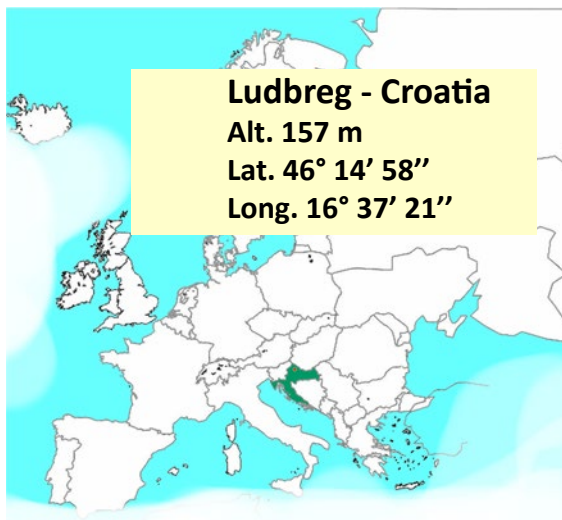 Ludbreg - Croatia
Alt. 157 m
Lat. 46° 14’ 58’’
Long. 16° 37’ 21’’